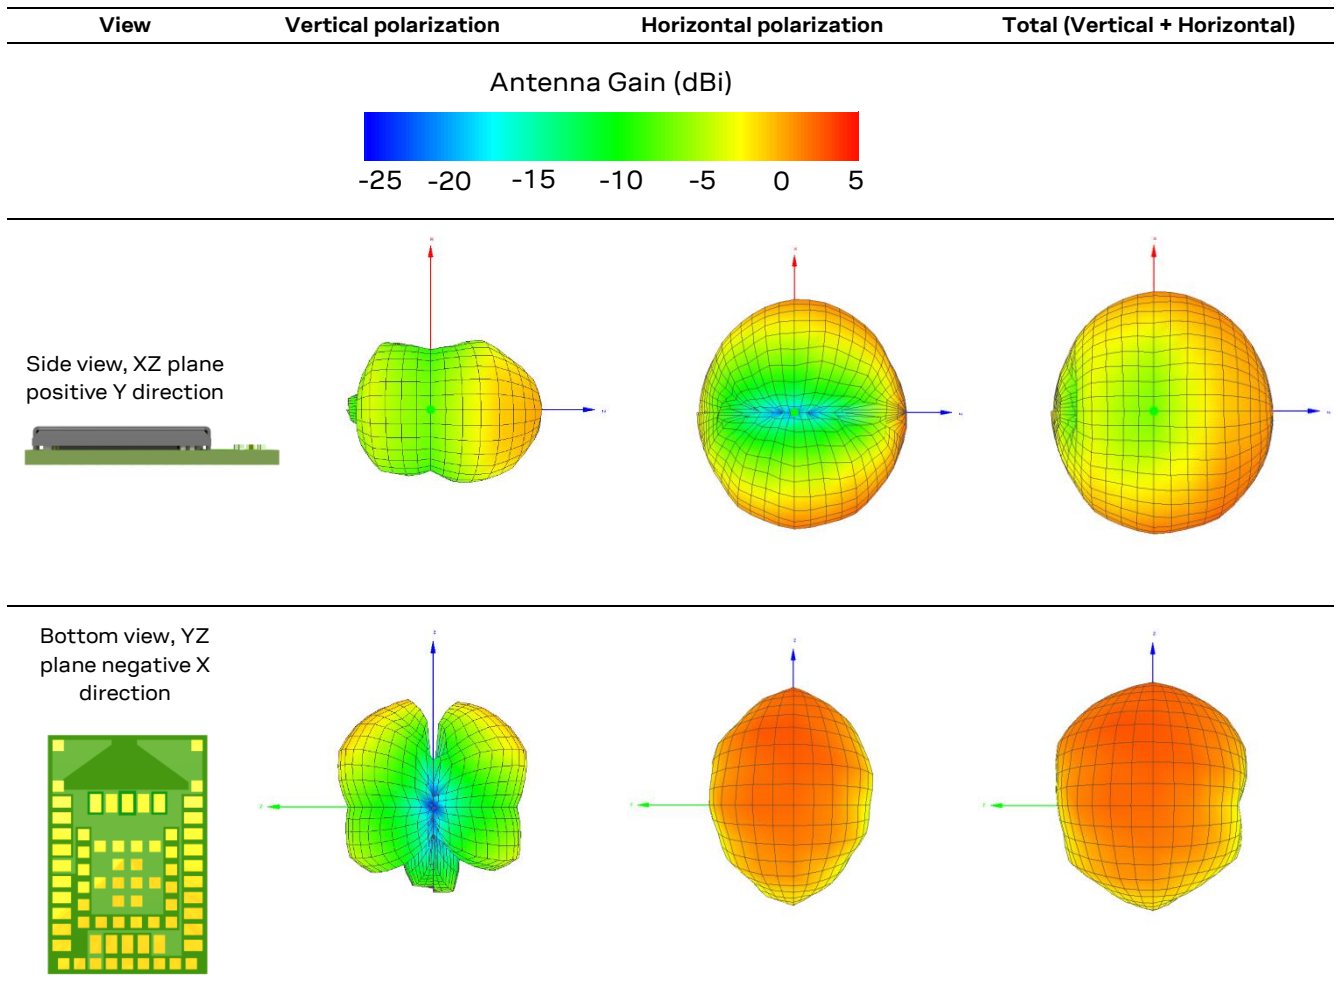 View Vertical polarization Horizontal polarization Total (Vertical + Horizontal)
Antenna Gain (dBi)
-25 -20 -15 -10 -5 0 5
Side view, XZ plane
positive Y direction
Bottom view, YZ
plane negative X
direction